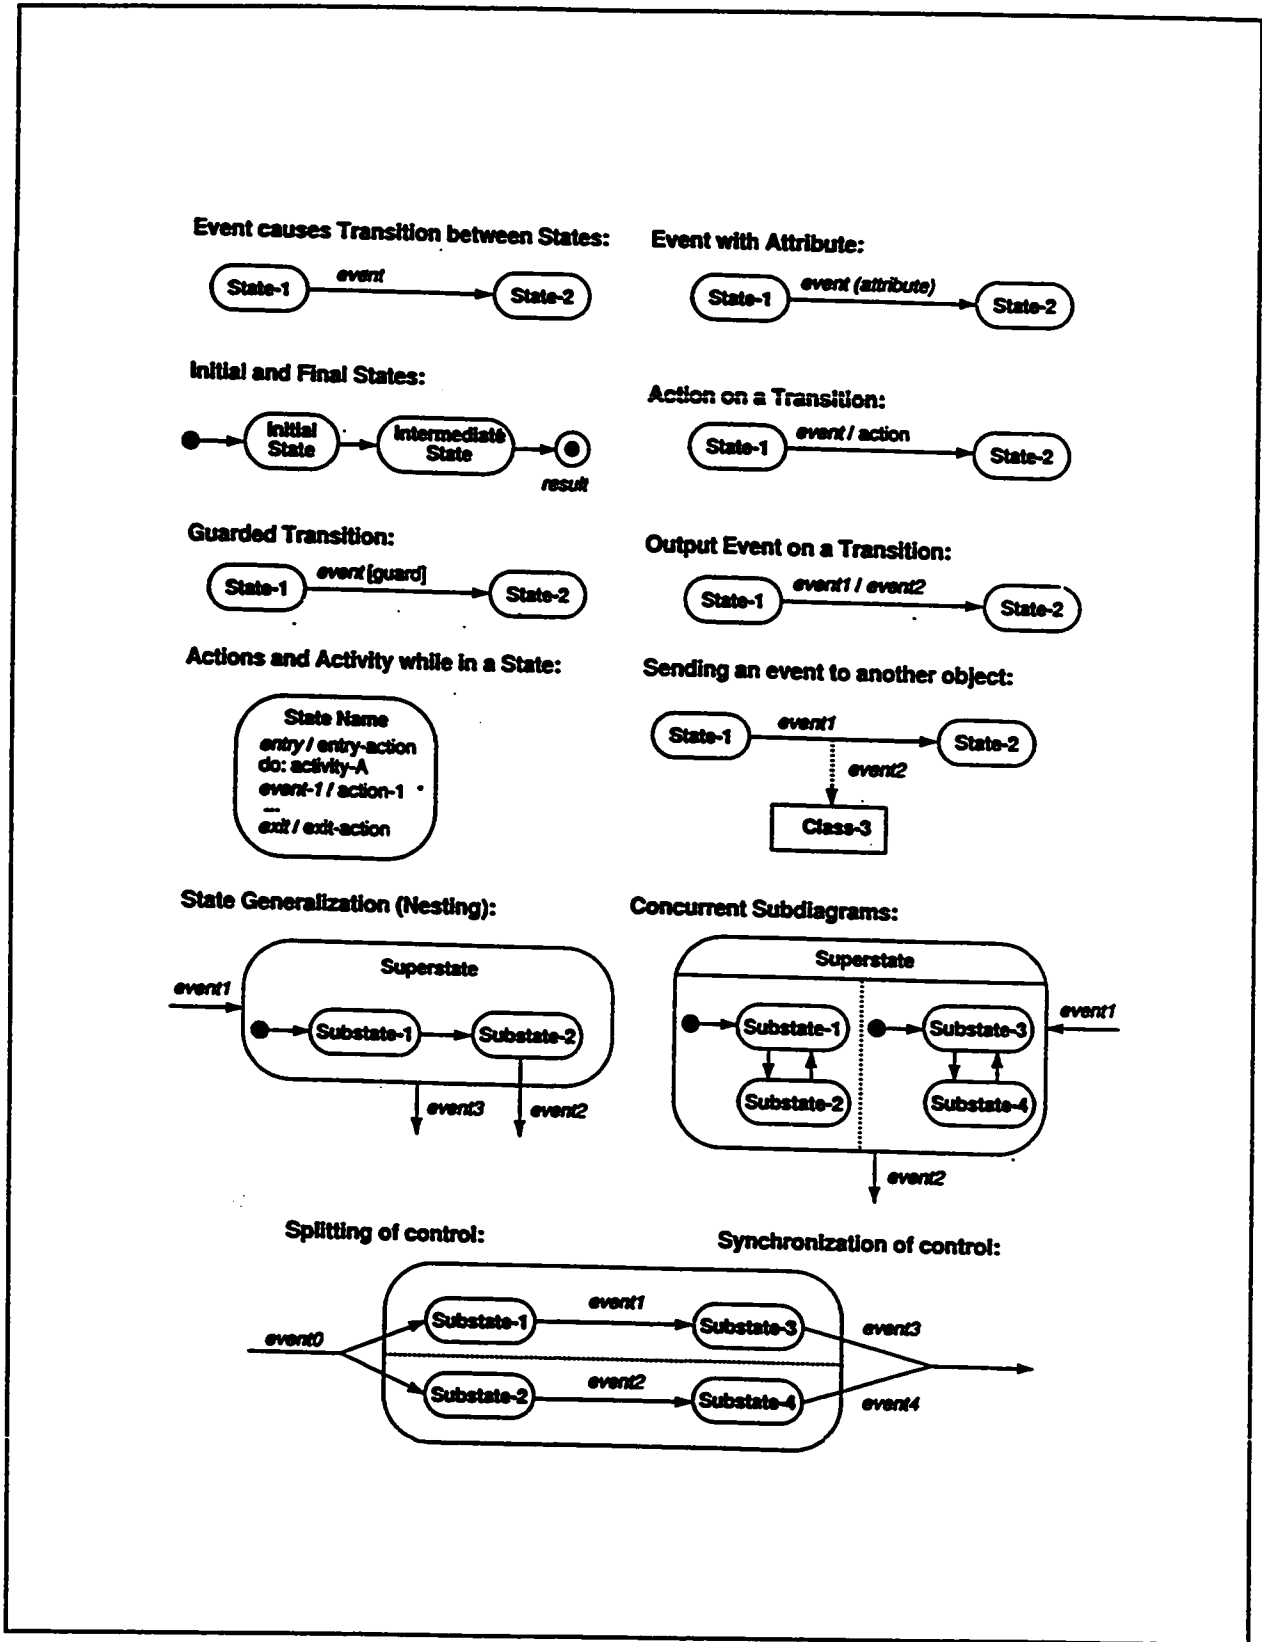 Event causes Transition between States:
State-1
event
State-2
Event with Attribute:
State-1
event (attribute)
State-2
Initial and Final States:
Initial
State
Intermediate
State
result
Action on a Transition:
State-1
event / action
State-2
Guarded Transition:
State-1
event [guard]
State-2
Output Event on a Transition:
State-1
event1 / event2
State-2
Actions and Activity while in a State:
State Name
entry / entry-action
do: activity-A
event-1 / action-1
...
exit / exit-action
Sending an event to another object:
State-1
event1
State-2
event2
Class-3
State Generalization (Nesting):
Superstate
event1
Substate-1
Substate-2
event3
event2
Concurrent Subdiagrams:
Superstate
Substate-1
Substate-3
event1
Substate-2
Substate-4
event2
Splitting of control:
Synchronization of control:
event0
Substate-1
event1
Substate-3
event3
Substate-2
event2
Substate-4
event4